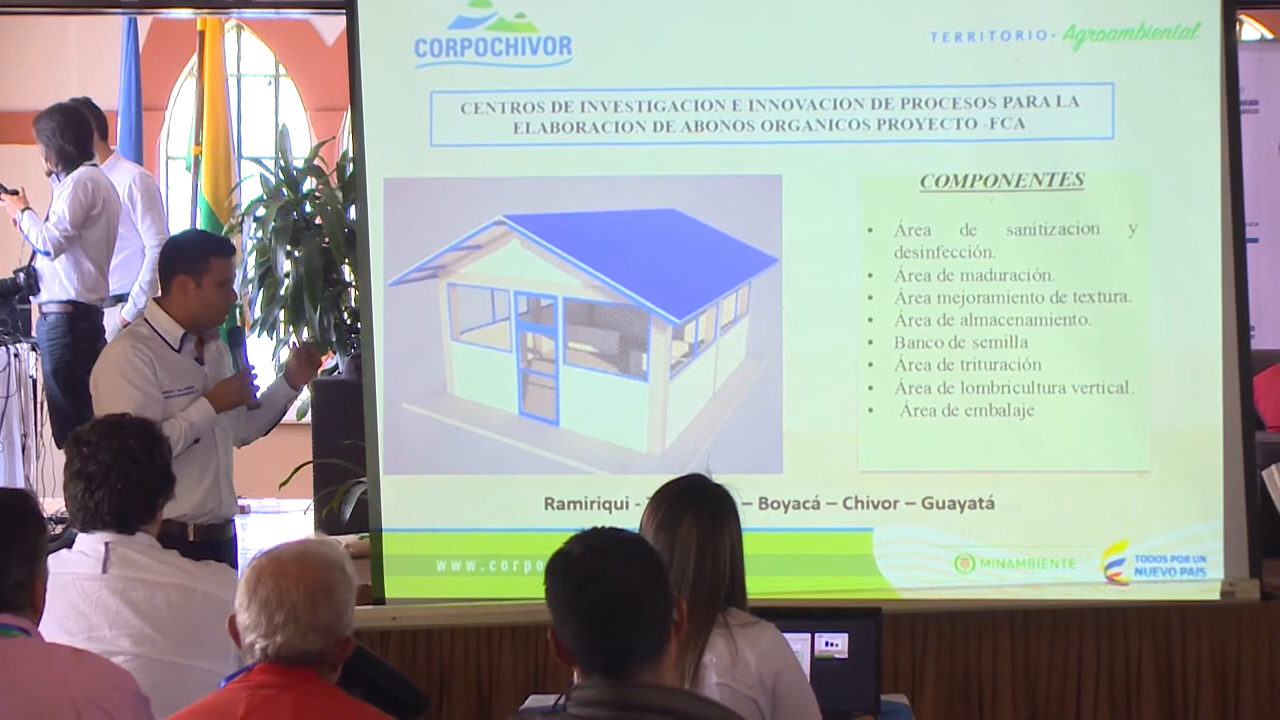 CORPOCHIVOR
TERRITORIO - Agroambiental
CENTROS DE INVESTIGACION E INNOVACION DE PROCESOS PARA LA
ELABORACION DE ABONOS ORGANICOS PROYECTO -FCA
COMPONENTES
• Área de sanitizacion y
desinfección.
• Área de maduración.
• Área mejoramiento de textura.
• Área de almacenamiento.
• Banco de semilla
• Área de trituración
• Área de lombricultura vertical.
• Área de embalaje
Ramiriqui - – Boyacá – Chivor – Guayatá
www.corpo
MINAMBIENTE
TODOS POR UN
NUEVO PAÍS